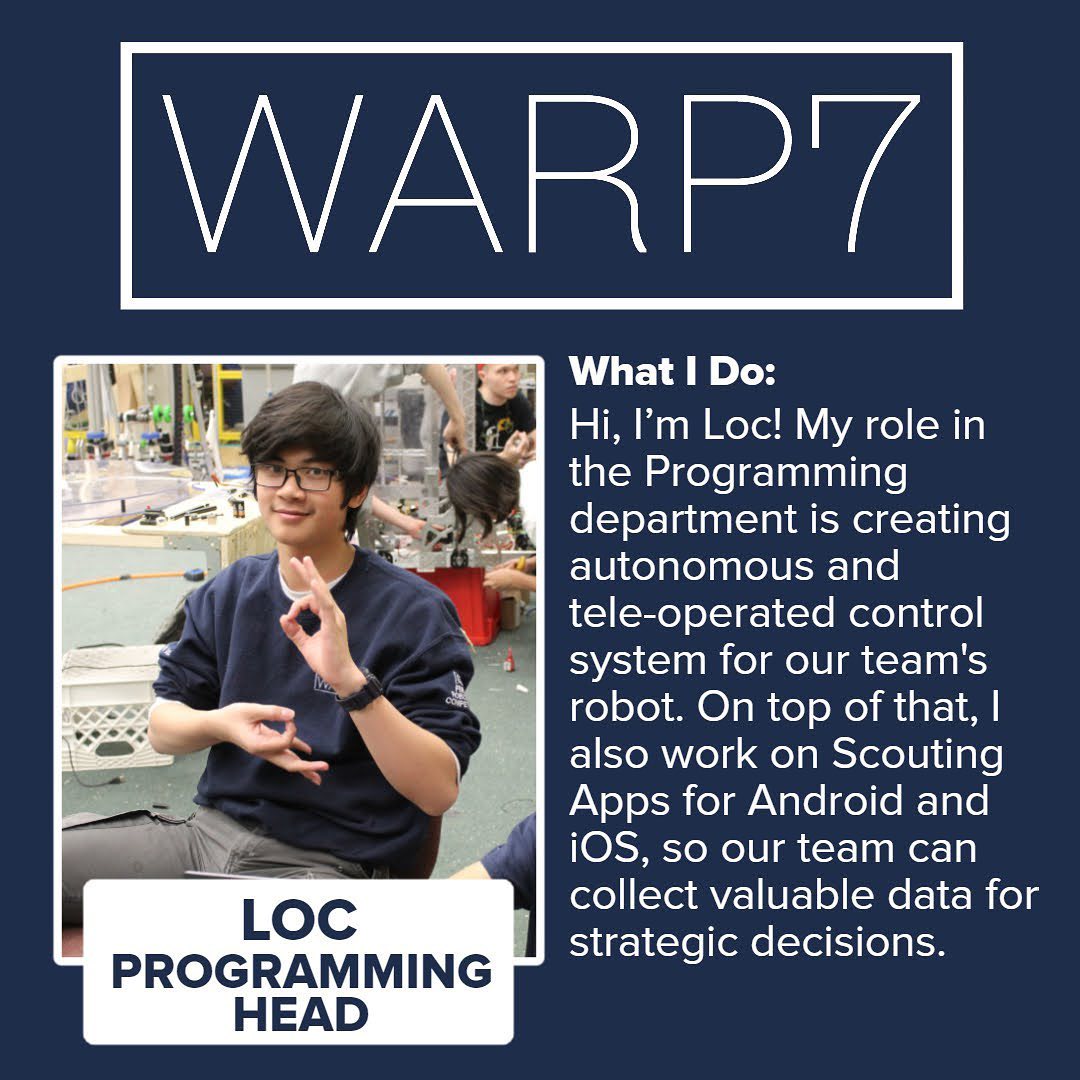 WARP7
What I Do:
Hi, I’m Loc! My role in
the Programming
department is creating
autonomous and
tele-operated control
system for our team's
robot. On top of that, I
also work on Scouting
Apps for Android and
iOS, so our team can
collect valuable data for
strategic decisions.
LOC
PROGRAMMING
HEAD